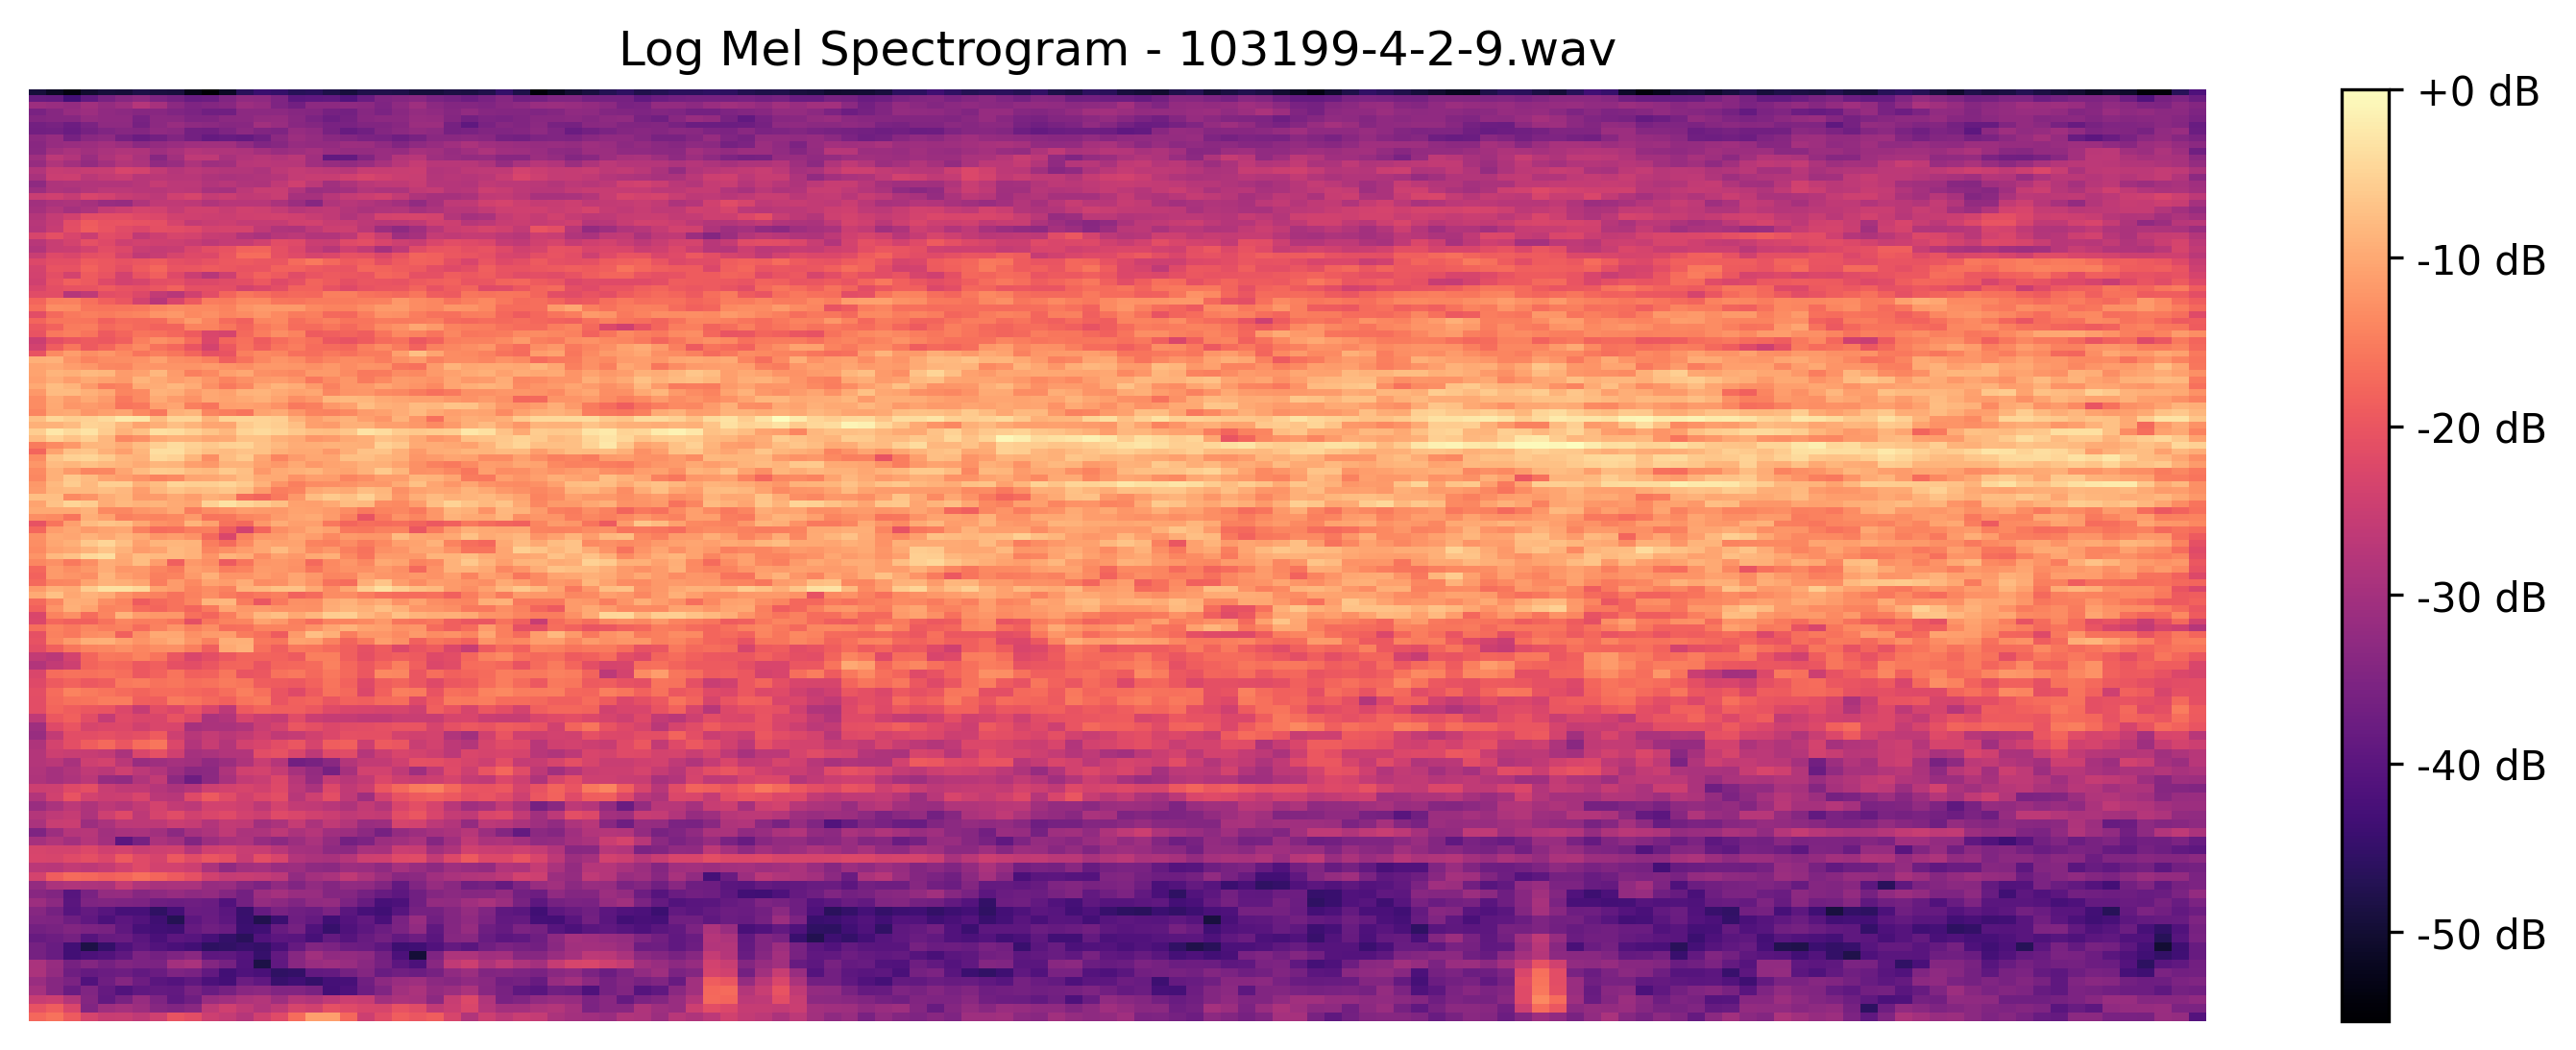 Log Mel Spectrogram - 103199-4-2-9.wav
+0 dB
-10 dB
-20 dB
-30 dB
-40 dB
-50 dB